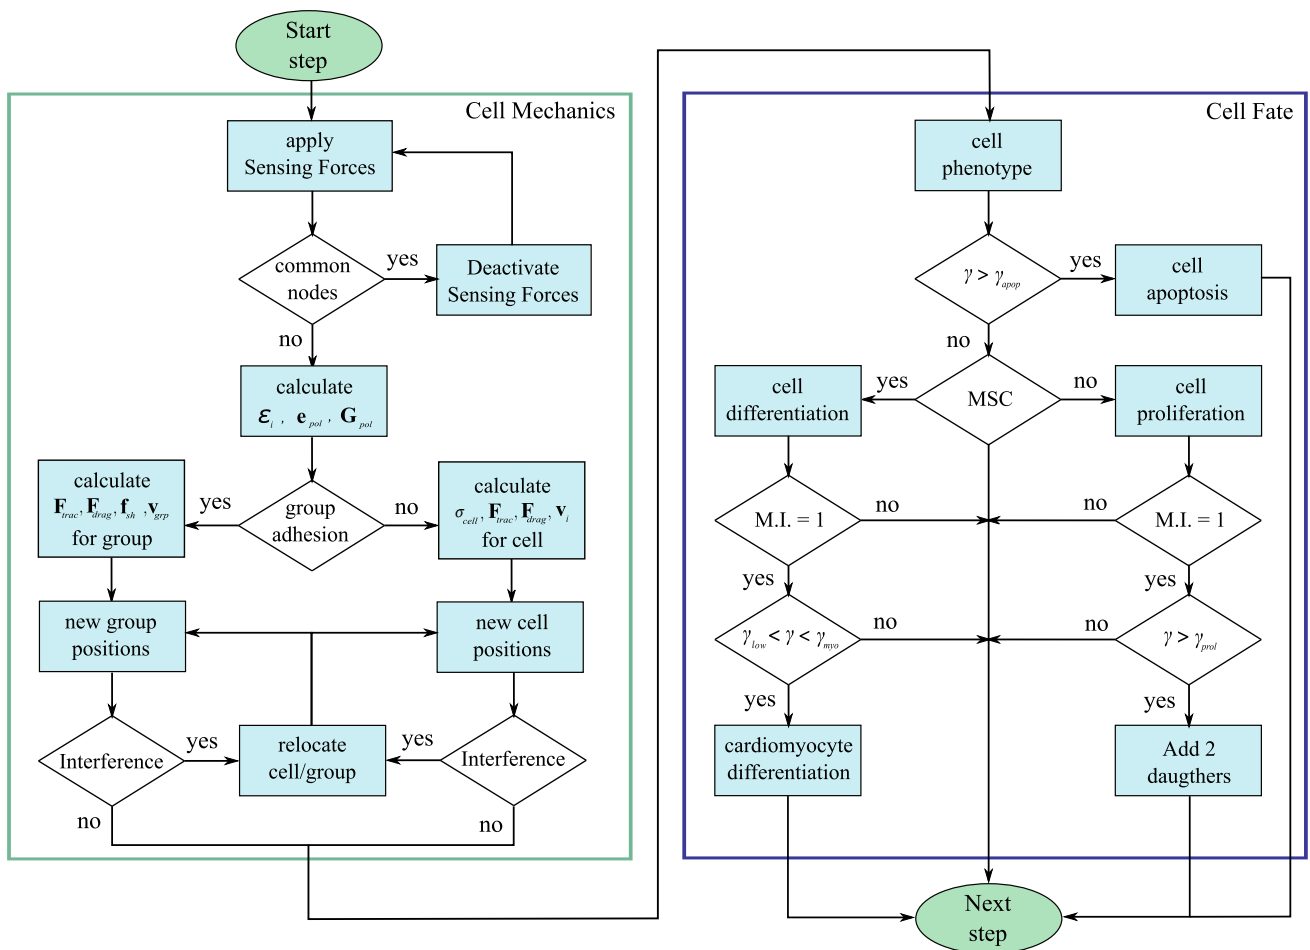 Start
step
Cell Mechanics
apply
Sensing Forces
common
nodes
yes
Deactivate
Sensing Forces
no
calculate
ε_i , e_pol , G_pol
group
adhesion
yes
no
calculate
F_trac, F_drag, f_sh ,v_grp
for group
calculate
σ_cell, F_trac, F_drag, v_i
for cell
new group
positions
new cell
positions
Interference
yes
relocate
cell/group
yes
Interference
no
no
Cell Fate
cell
phenotype
γ > γ_apop
yes
cell
apoptosis
no
MSC
yes
no
cell
differentiation
cell
proliferation
M.I. = 1
no
no
M.I. = 1
yes
yes
γ_low < γ < γ_myo
no
no
γ > γ_prol
yes
yes
cardiomyocyte
differentiation
Add 2
daugthers
Next
step